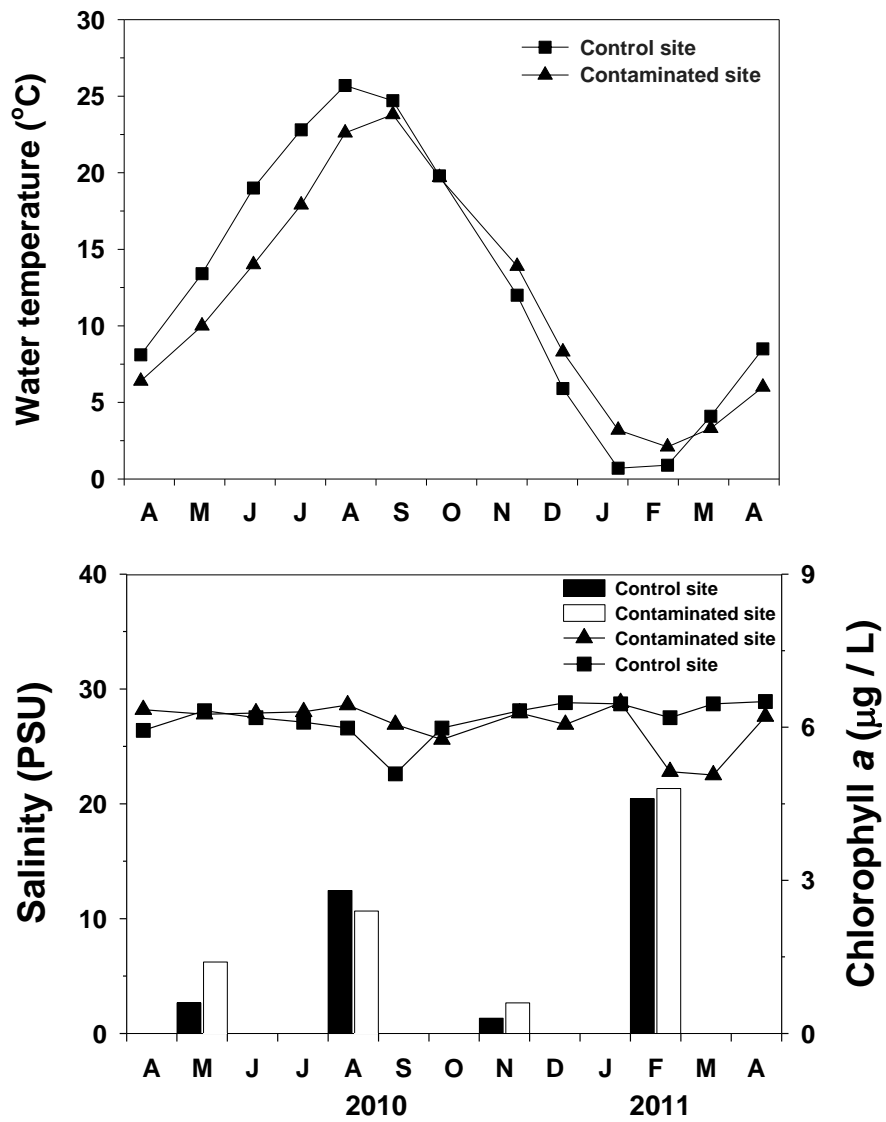 30
25
20
15
10
5
0
Water temperature (°C)
Control site
Contaminated site
A M J J A S O N D J F M A
40
30
20
10
0
Salinity (PSU)
Control site
Contaminated site
Contaminated site
Control site
9
6
3
0
Chlorophyll a (µg / L)
A M J J A S O N D J F M A
2010 2011